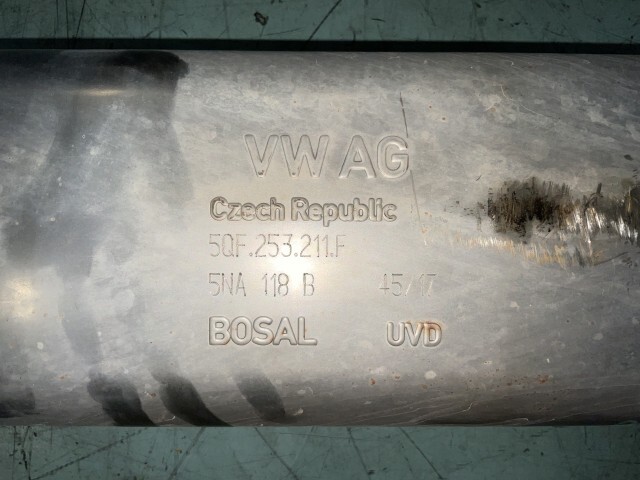 VW AG
Czech Republic
5QF.253.211.F
5NA 118 B 45/17
BOSAL UVD